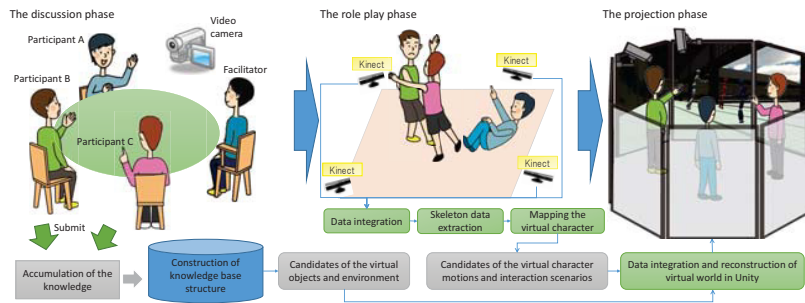 The discussion phase
Video
camera
Participant A
Participant B
Facilitator
Participant C
Submit
Accumulation of the
knowledge
Construction of
knowledge base
structure
The role play phase
Kinect
Kinect
Kinect
Kinect
Data integration
Skeleton data
extraction
Mapping the
virtual character
Candidates of the virtual
objects and environment
Candidates of the virtual character
motions and interaction scenarios
The projection phase
Data integration and reconstruction of
virtual world in Unity